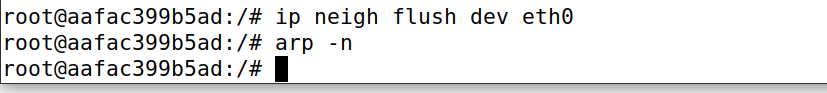 root@aafac399b5ad:/# ip neigh flush dev eth0
root@aafac399b5ad:/# arp -n
root@aafac399b5ad:/#